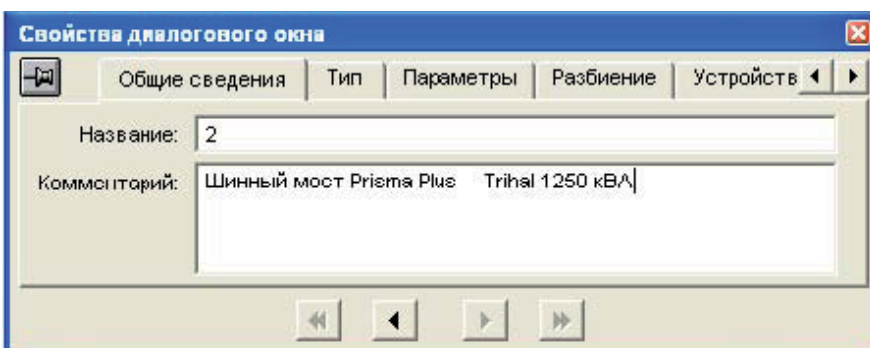 Свойства диалогового окна
Общие сведения Тип Параметры Разбиение Устройств
Название: 2
Комментарий: Шинный мост Prisma Plus Trihal 1250 кВА